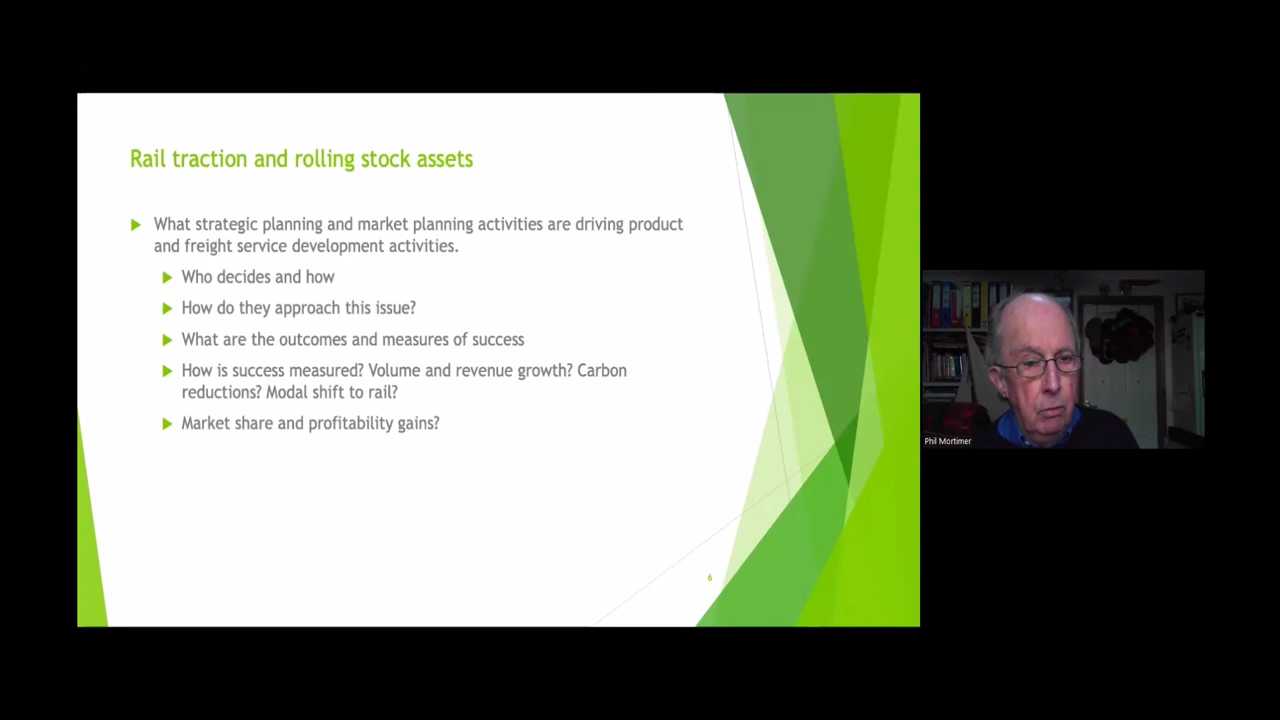 Rail traction and rolling stock assets
What strategic planning and market planning activities are driving product
and freight service development activities.
Who decides and how
How do they approach this issue?
What are the outcomes and measures of success
How is success measured? Volume and revenue growth? Carbon
reductions? Modal shift to rail?
Market share and profitability gains?
6
Phil Mortimer